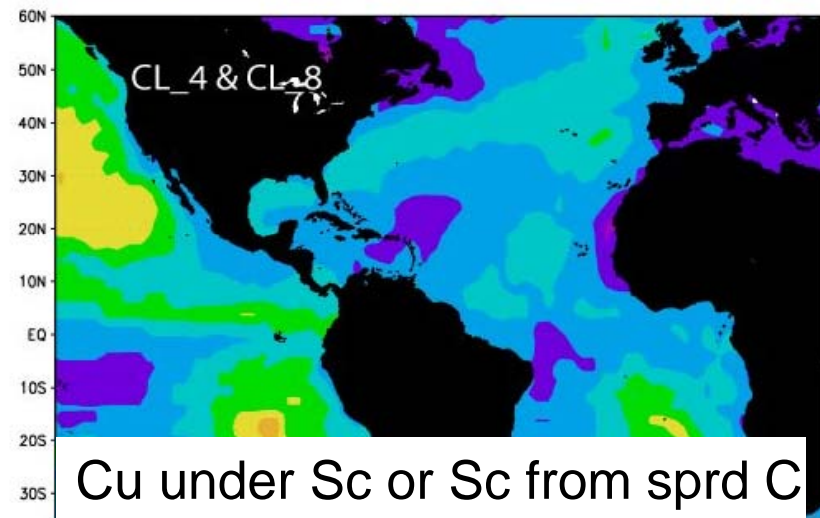 60N
CL_4 & CL_8
50N
7
40N
30N
20N
10N
EQ
10S
20S
Cu under Sc or Sc from sprd C
30S